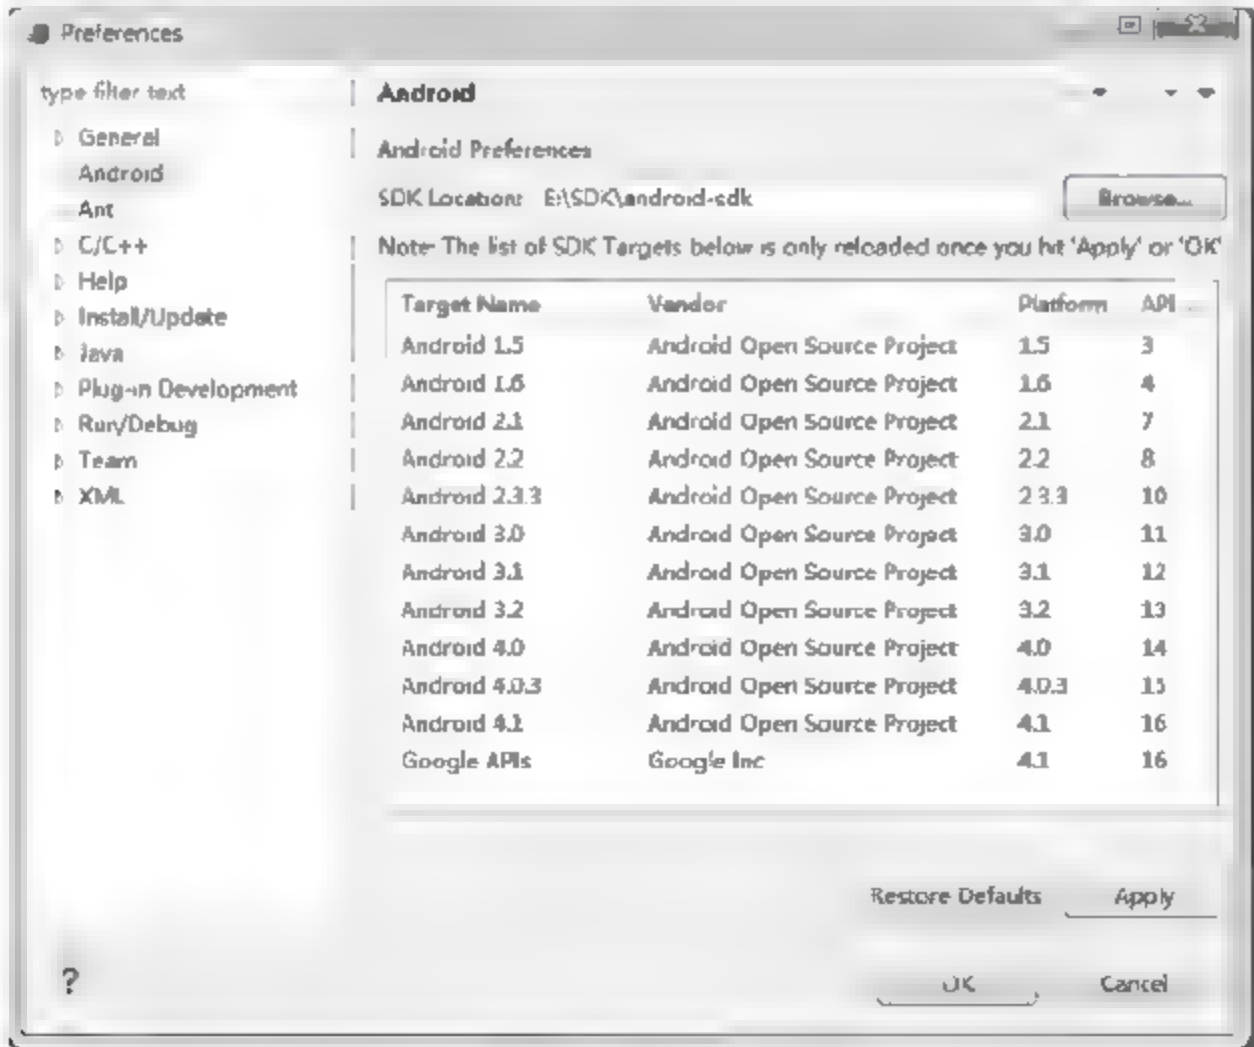 Preferences
type filter text
General
Android
Ant
C/C++
Help
Install/Update
Java
Plug-in Development
Run/Debug
Team
XML
Android
Android Preferences
SDK Location: E:\SDK\android-sdk Browse...
Note: The list of SDK Targets below is only reloaded once you hit 'Apply' or 'OK'
Target Name Vendor Platform API ...
Android 1.5 Android Open Source Project 1.5 3
Android 1.6 Android Open Source Project 1.6 4
Android 2.1 Android Open Source Project 2.1 7
Android 2.2 Android Open Source Project 2.2 8
Android 2.3.3 Android Open Source Project 2.3.3 10
Android 3.0 Android Open Source Project 3.0 11
Android 3.1 Android Open Source Project 3.1 12
Android 3.2 Android Open Source Project 3.2 13
Android 4.0 Android Open Source Project 4.0 14
Android 4.0.3 Android Open Source Project 4.0.3 15
Android 4.1 Android Open Source Project 4.1 16
Google APIs Google Inc 4.1 16
Restore Defaults Apply
? OK Cancel